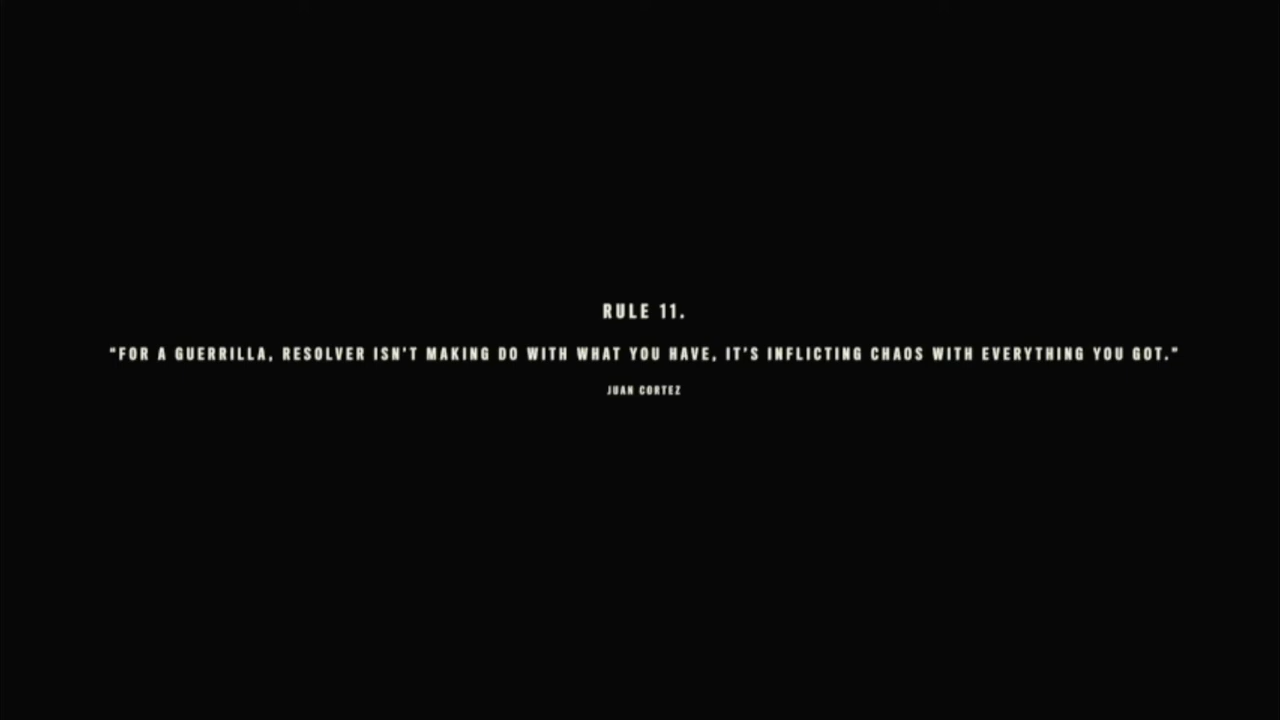 RULE 11.
"FOR A GUERRILLA, RESOLVER ISN'T MAKING DO WITH WHAT YOU HAVE, IT'S INFLICTING CHAOS WITH EVERYTHING YOU GOT."
JUAN CORTEZ